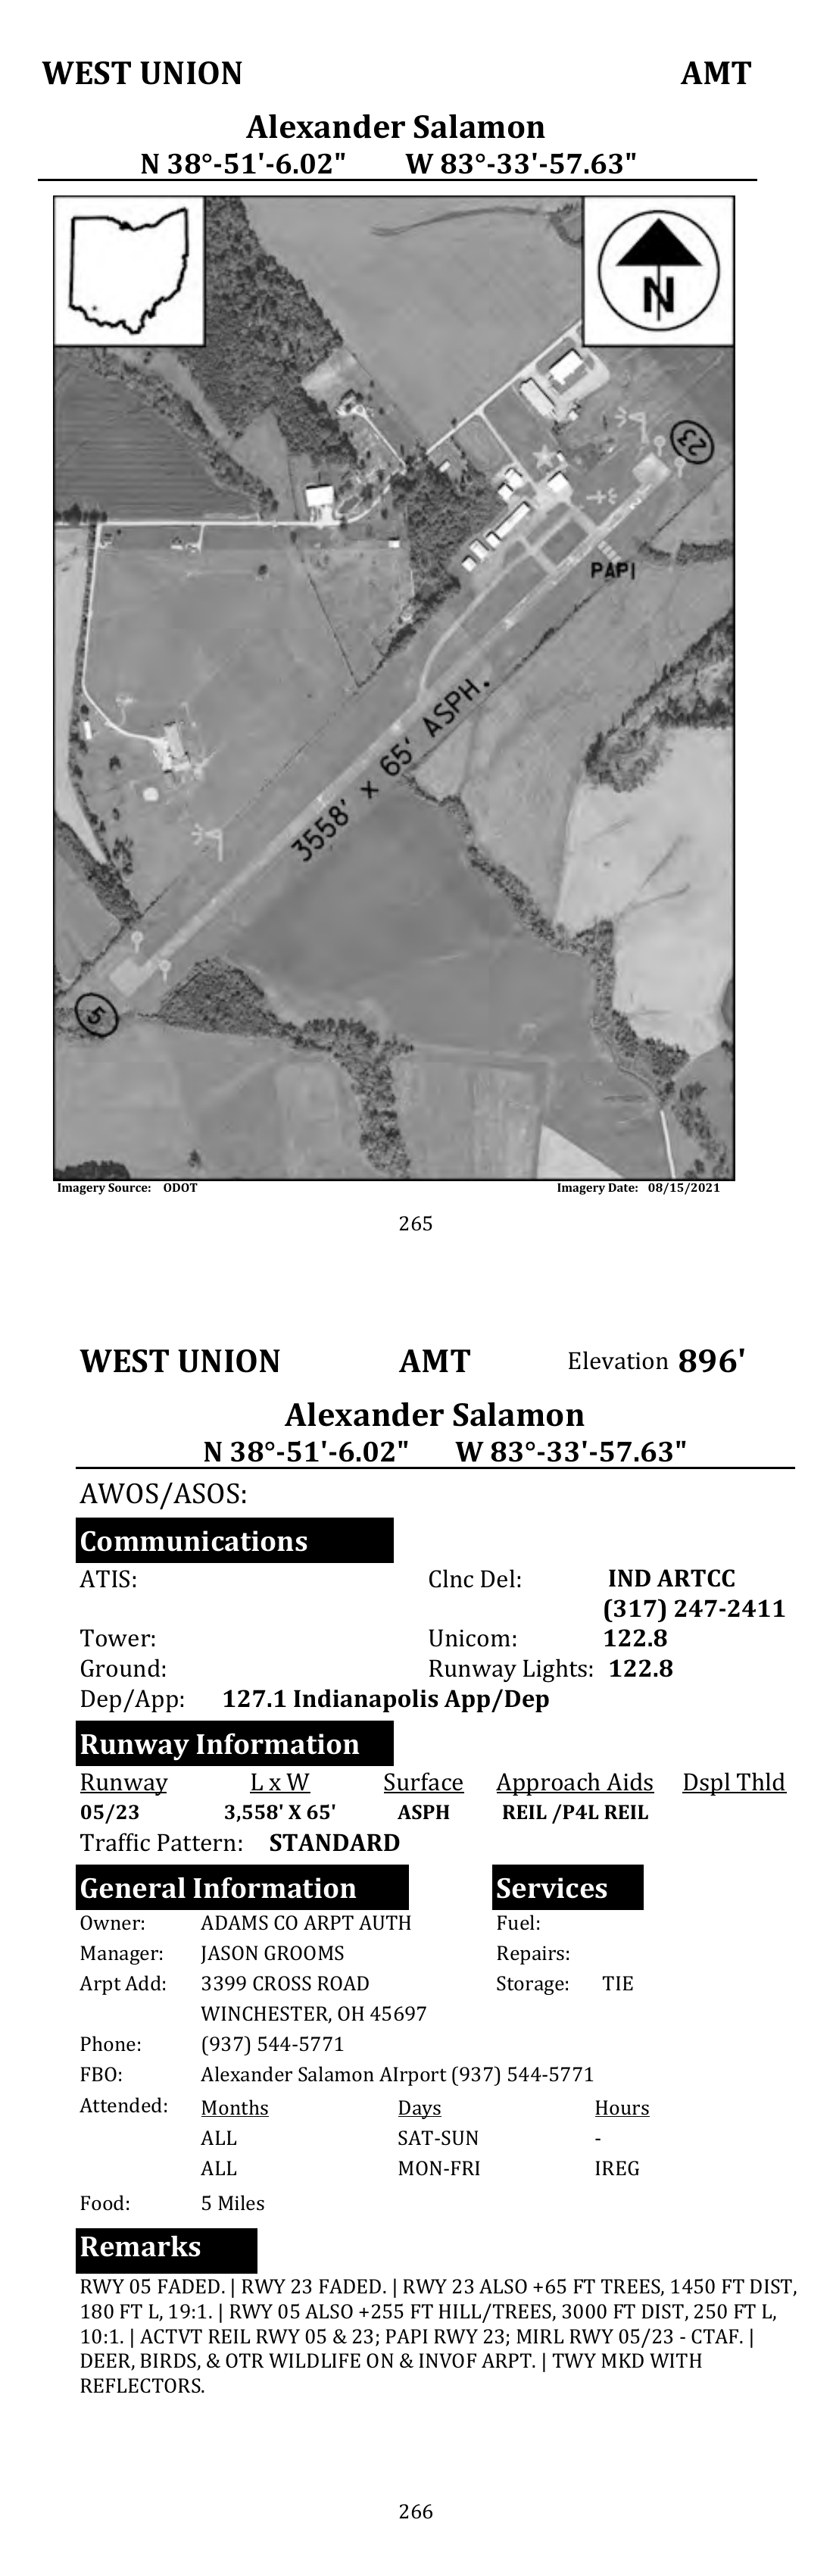 WEST UNION AMT
Alexander Salamon
N 38°-51'-6.02" W 83°-33'-57.63"
N
23
PAPI
3558' x 65' ASPH.
5
Imagery Source: ODOT Imagery Date: 08/15/2021
265
WEST UNION AMT Elevation 896'
Alexander Salamon
N 38°-51'-6.02" W 83°-33'-57.63"
AWOS/ASOS:
Communications
ATIS: Clnc Del: IND ARTCC
(317) 247-2411
Tower: Unicom: 122.8
Ground: Runway Lights: 122.8
Dep/App: 127.1 Indianapolis App/Dep
Runway Information
Runway L x W Surface Approach Aids Dspl Thld
05/23 3,558' X 65' ASPH REIL /P4L REIL
Traffic Pattern: STANDARD
General Information Services
Owner: ADAMS CO ARPT AUTH Fuel:
Manager: JASON GROOMS Repairs:
Arpt Add: 3399 CROSS ROAD Storage: TIE
WINCHESTER, OH 45697
Phone: (937) 544-5771
FBO: Alexander Salamon AIrport (937) 544-5771
Attended: Months Days Hours
ALL SAT-SUN -
ALL MON-FRI IREG
Food: 5 Miles
Remarks
RWY 05 FADED. | RWY 23 FADED. | RWY 23 ALSO +65 FT TREES, 1450 FT DIST,
180 FT L, 19:1. | RWY 05 ALSO +255 FT HILL/TREES, 3000 FT DIST, 250 FT L,
10:1. | ACTVT REIL RWY 05 & 23; PAPI RWY 23; MIRL RWY 05/23 - CTAF. |
DEER, BIRDS, & OTR WILDLIFE ON & INVOF ARPT. | TWY MKD WITH
REFLECTORS.
266